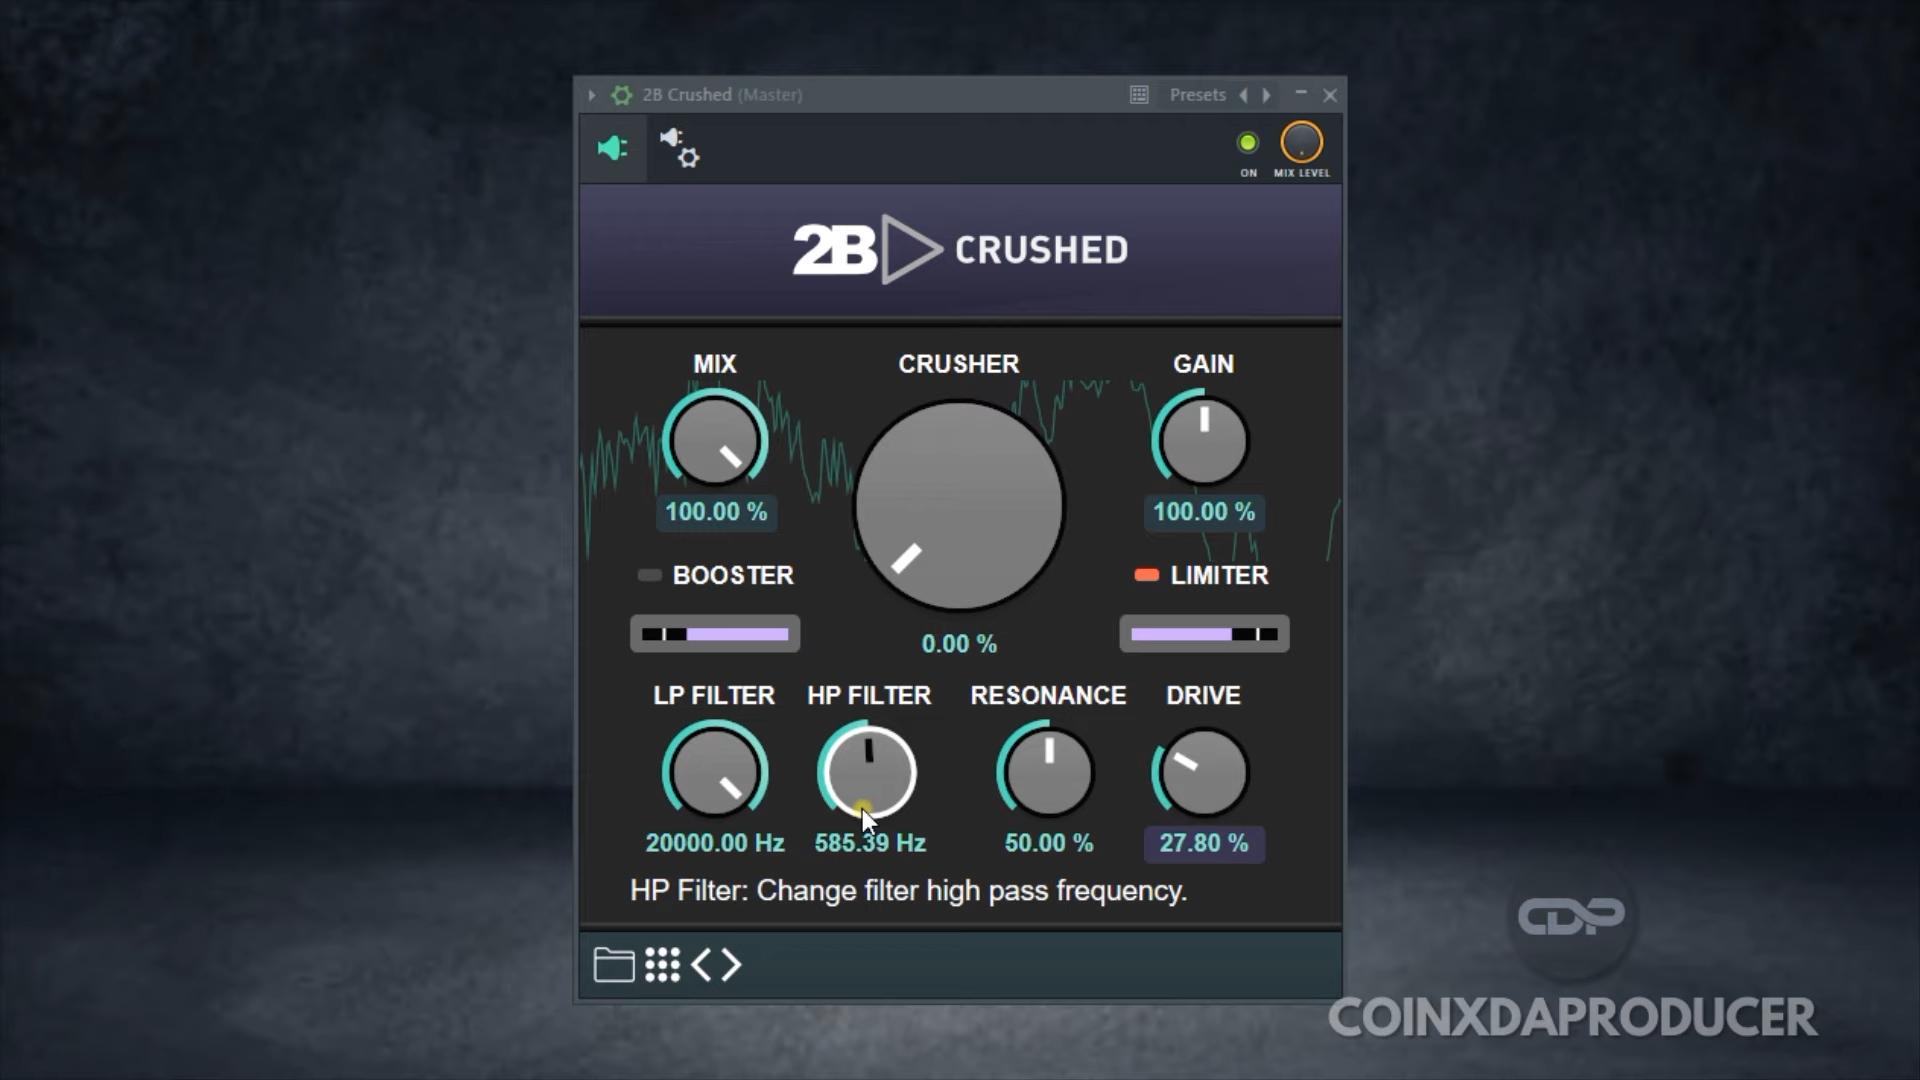 2B Crushed (Master)
Presets
ON
MIX LEVEL
2B CRUSHED
MIX
CRUSHER
GAIN
100.00 %
100.00 %
BOOSTER
LIMITER
0.00 %
LP FILTER
HP FILTER
RESONANCE
DRIVE
20000.00 Hz
585.39 Hz
50.00 %
27.80 %
HP Filter: Change filter high pass frequency.
CDP
COINXDAPRODUCER